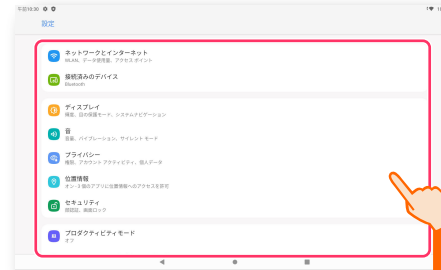 午前10:30
設定
ネットワークとインターネット
WLAN、データ使用量、アクセス ポイント
接続済みのデバイス
Bluetooth
ディスプレイ
輝度、目の保護モード、システムナビゲーション
音
音量、バイブレーション、サイレント モード
プライバシー
権限、アカウント アクティビティ、個人データ
位置情報
オン - 2 個のアプリに位置情報へのアクセスを許可
セキュリティ
顔認証、画面ロック
プロダクティビティモード
オフ